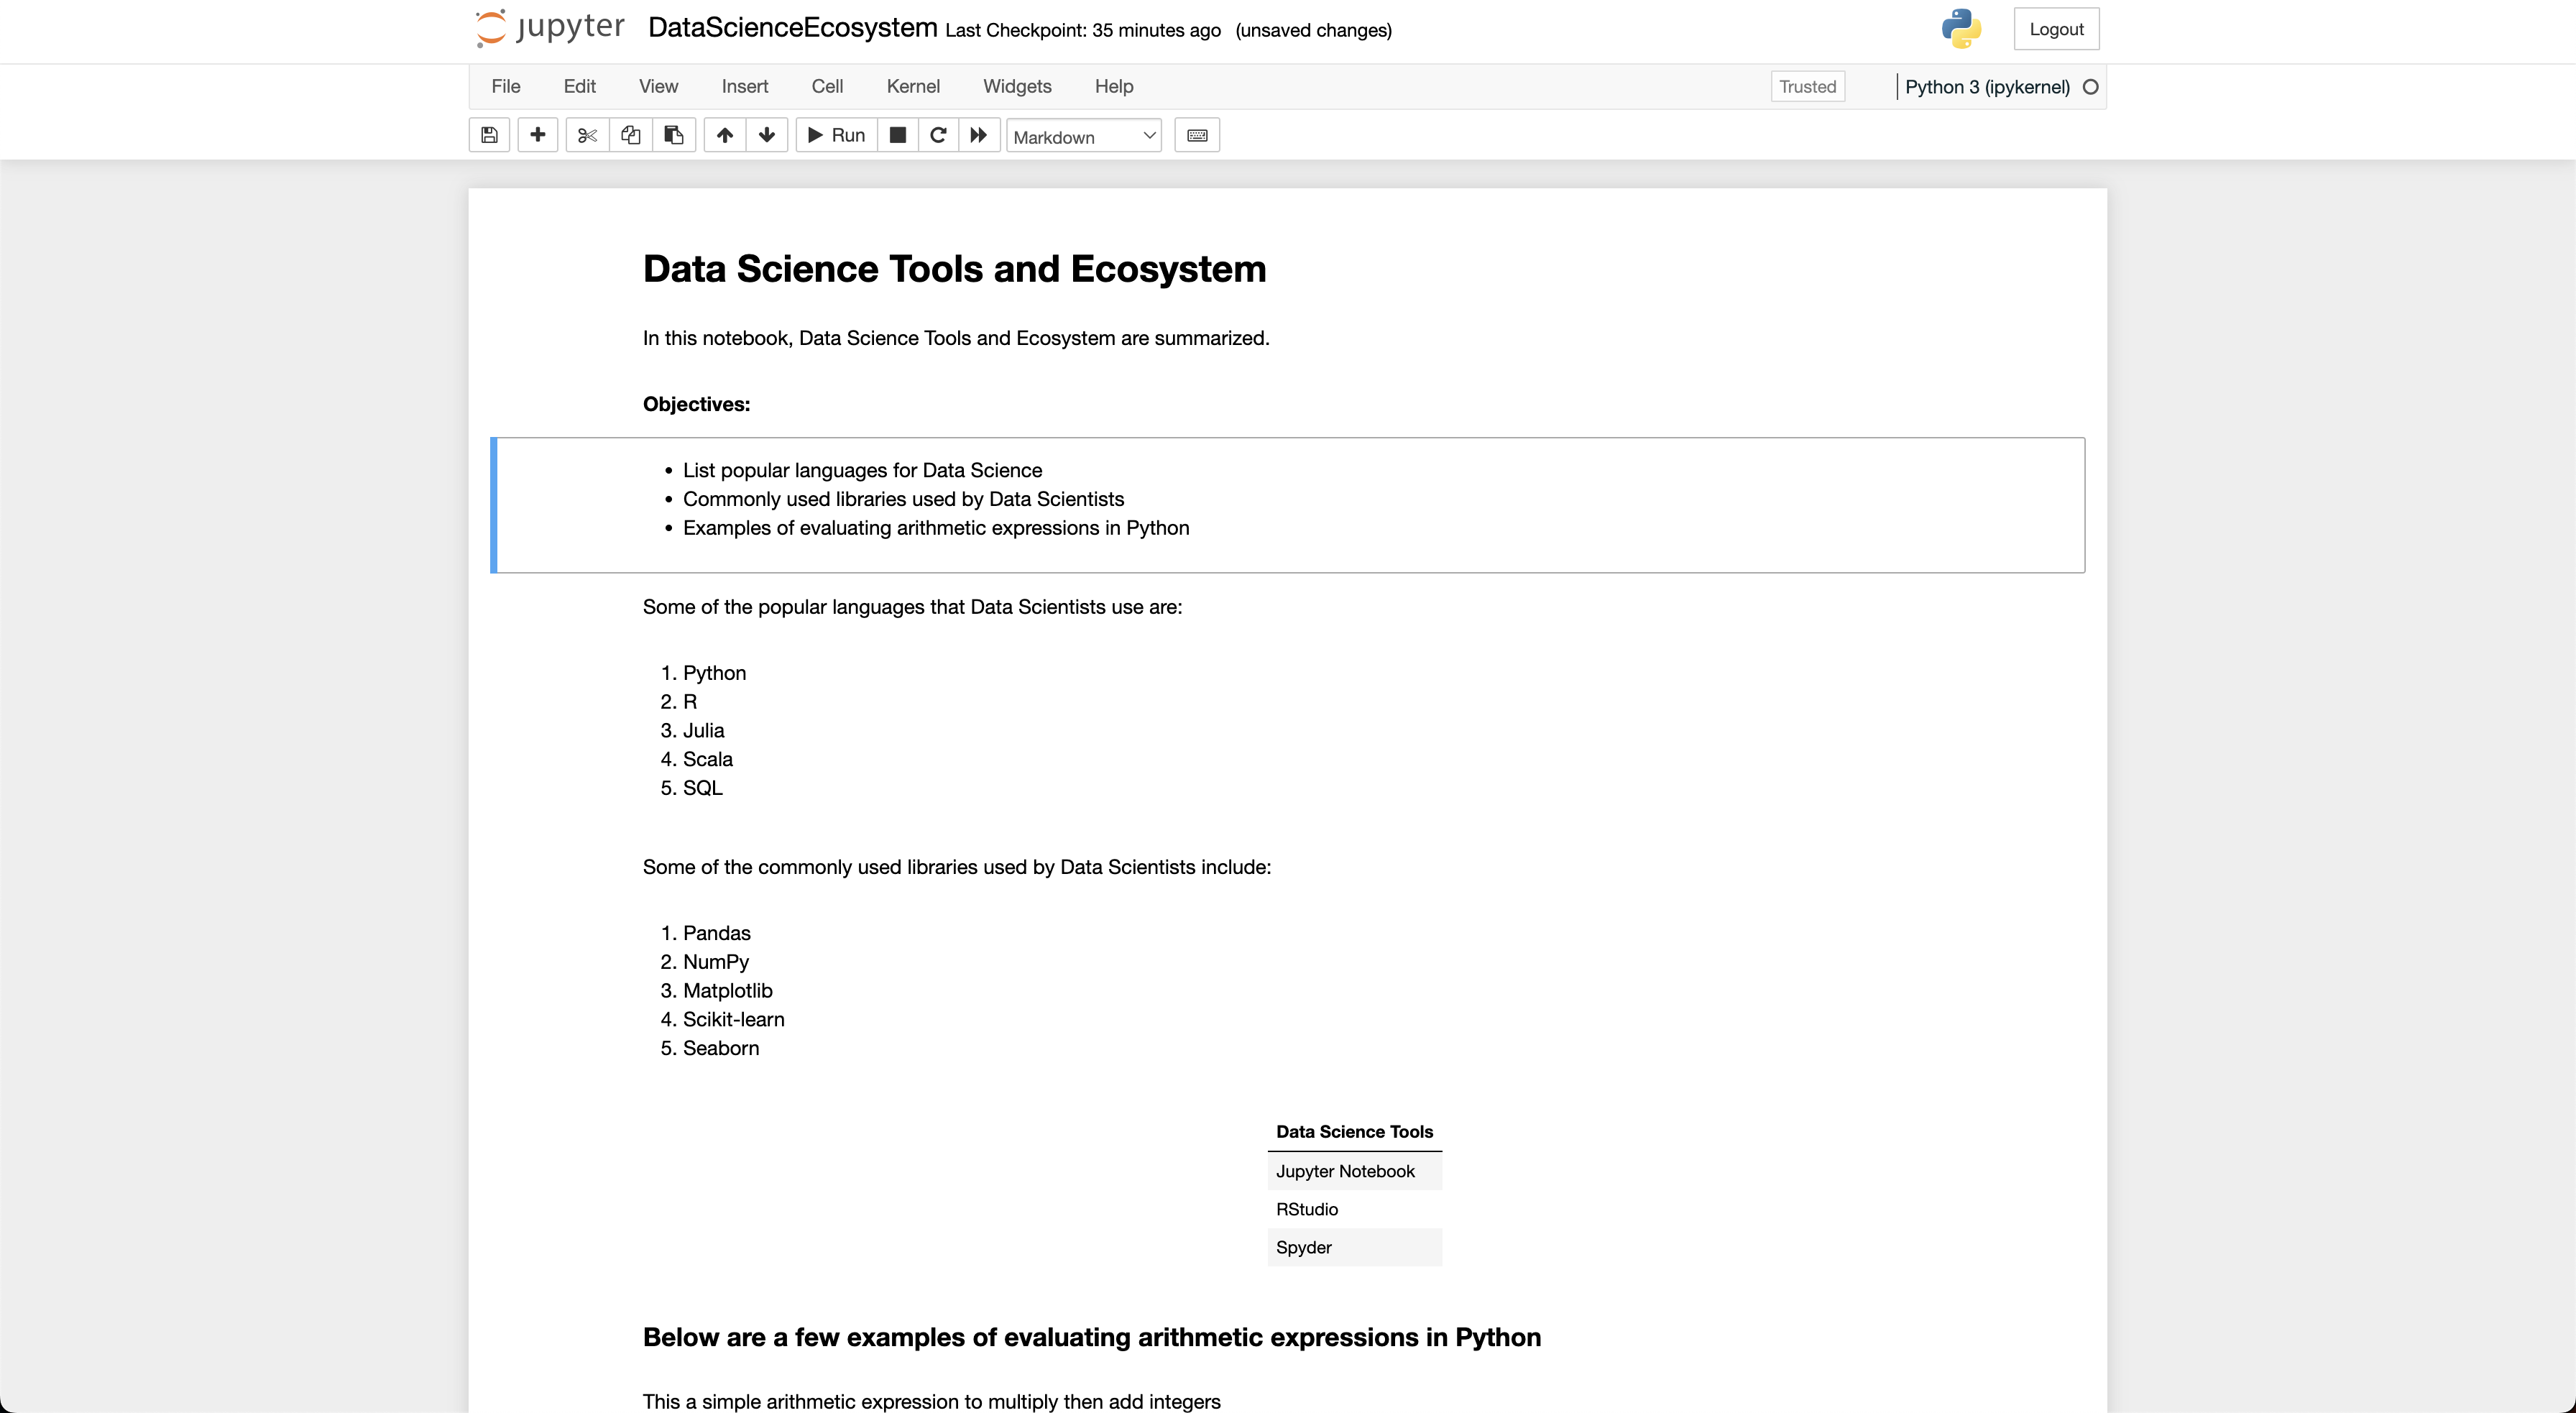 jupyter DataScienceEcosystem Last Checkpoint: 35 minutes ago (unsaved changes)
Logout
File Edit View Insert Cell Kernel Widgets Help
Trusted
Python 3 (ipykernel)
Run
Markdown
Data Science Tools and Ecosystem
In this notebook, Data Science Tools and Ecosystem are summarized.
Objectives:
• List popular languages for Data Science
• Commonly used libraries used by Data Scientists
• Examples of evaluating arithmetic expressions in Python
Some of the popular languages that Data Scientists use are:
1. Python
2. R
3. Julia
4. Scala
5. SQL
Some of the commonly used libraries used by Data Scientists include:
1. Pandas
2. NumPy
3. Matplotlib
4. Scikit-learn
5. Seaborn
Data Science Tools
Jupyter Notebook
RStudio
Spyder
Below are a few examples of evaluating arithmetic expressions in Python
This a simple arithmetic expression to multiply then add integers